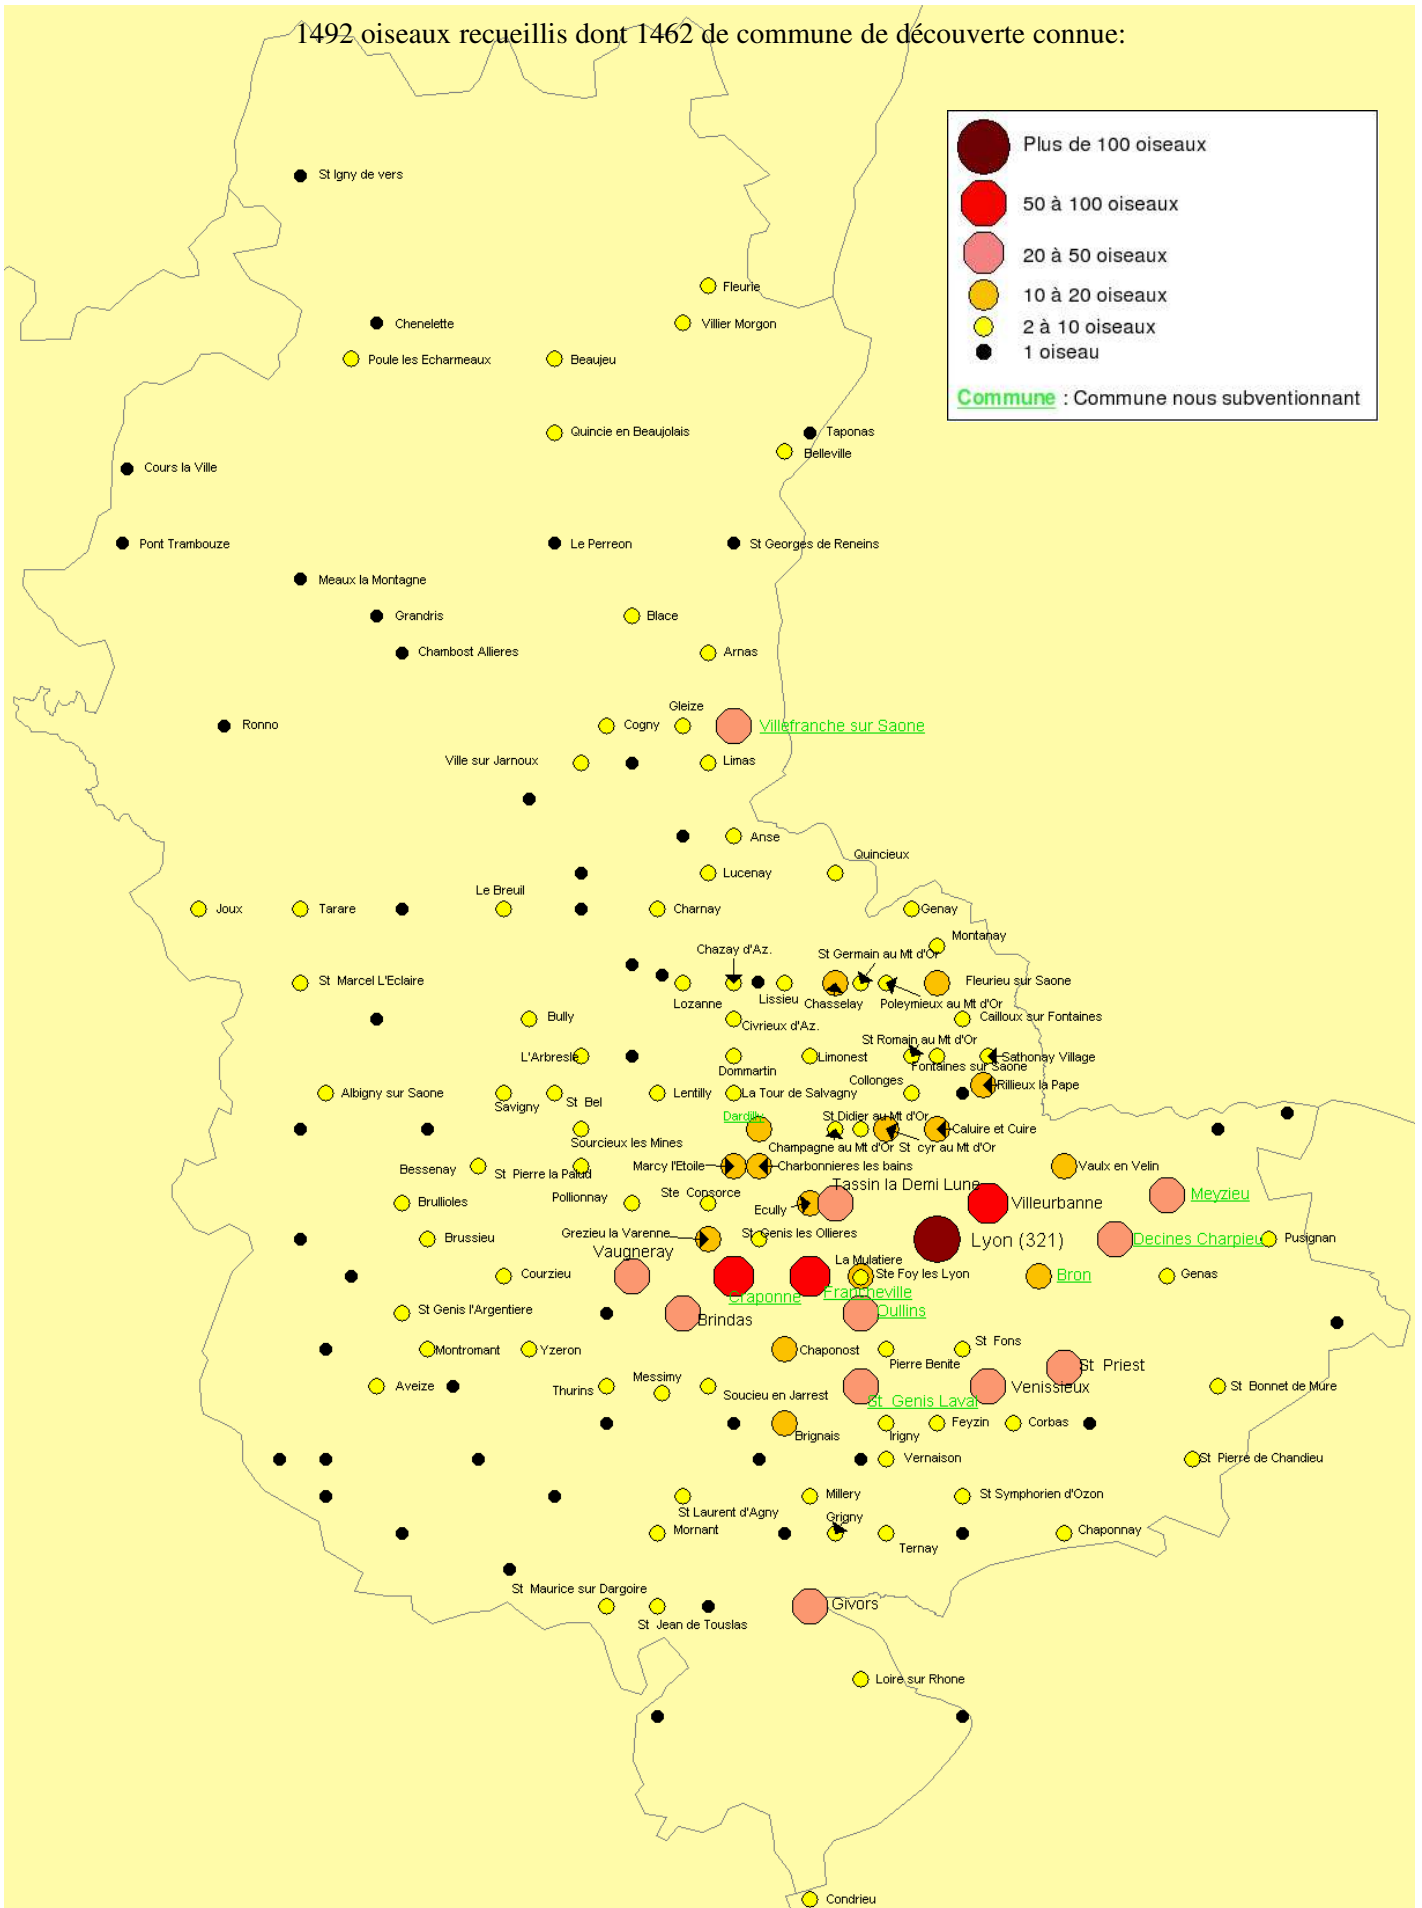 1492 oiseaux recueillis dont 1462 de commune de découverte connue:
Plus de 100 oiseaux
50 à 100 oiseaux
20 à 50 oiseaux
10 à 20 oiseaux
2 à 10 oiseaux
1 oiseau
Commune : Commune nous subventionnant
St Igny de vers
Fleurie
Chenelette
Villier Morgon
Poule les Echarmeaux
Beaujeu
Quincie en Beaujolais
Taponas
Belleville
Cours la Ville
Pont Trambouze
Le Perreon
St Georges de Reneins
Meaux la Montagne
Grandris
Blace
Chambost Allieres
Arnas
Gleize
Ronno
Cogny
Villefranche sur Saone
Ville sur Jarnoux
Limas
Anse
Quincieux
Lucenay
Le Breuil
Joux
Tarare
Charnay
Genay
Montanay
Chazay d'Az.
St Germain au Mt d'Or
St Marcel L'Eclaire
Fleurieu sur Saone
Lozanne
Lissieu
Chasselay
Poleymieux au Mt d'Or
Bully
Civrieux d'Az.
Cailloux sur Fontaines
St Romain au Mt d'Or
L'Arbresle
Limonest
Sathonay Village
Dommartin
Fontaines sur Saone
Collonges
Rillieux la Pape
Albigny sur Saone
Savigny
St Bel
Lentilly
La Tour de Salvagny
Dardilly
St Didier au Mt d'Or
Caluire et Cuire
Sourcieux les Mines
Champagne au Mt d'Or
St cyr au Mt d'Or
Bessenay
St Pierre la Palud
Marcy l'Etoile
Charbonnieres les bains
Vaulx en Velin
Tassin la Demi Lune
Meyzieu
Brullioles
Pollionnay
Ste Consorce
Ecully
Villeurbanne
Brussieu
Grezieu la Varenne
St Genis les Ollieres
Lyon (321)
Decines Charpieu
Pusignan
Vaugneray
La Mulatiere
Courzieu
Ste Foy les Lyon
Bron
Genas
Craponne
Francheville
St Genis l'Argentiere
Brindas
Oullins
Montromant
Yzeron
Chaponost
St Fons
Pierre Benite
St Priest
Aveize
Thurins
Messimy
Soucieu en Jarrest
St Genis Laval
Venissieux
St Bonnet de Mure
Brignais
Irigny
Feyzin
Corbas
Vernaison
St Pierre de Chandieu
St Laurent d'Agny
Millery
St Symphorien d'Ozon
Grigny
Mornant
Ternay
Chaponnay
St Maurice sur Dargoire
Givors
St Jean de Touslas
Loire sur Rhone
Condrieu